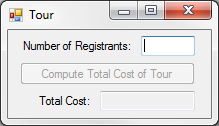 Tour
Number of Registrants:
Compute Total Cost of Tour
Total Cost: